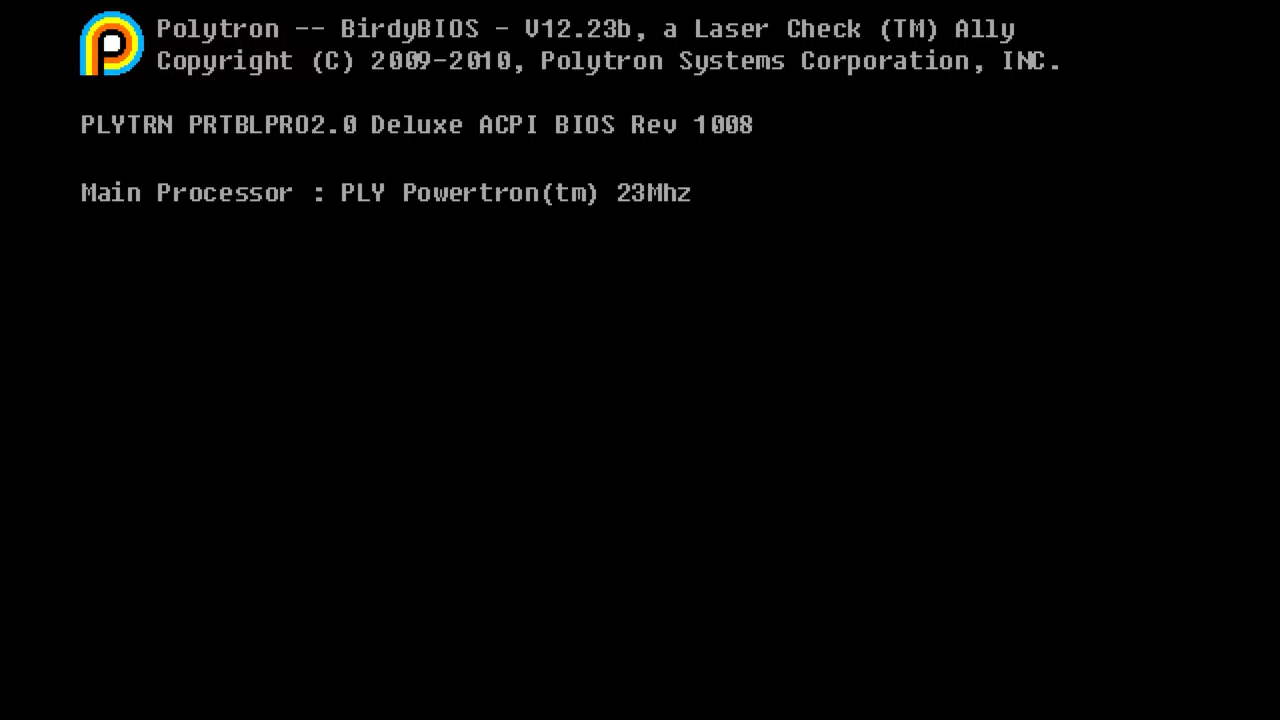 Polytron -- BirdyBIOS - V12.23b, a Laser Check (TM) Ally
Copyright (C) 2009-2010, Polytron Systems Corporation, INC.
PLYTRN PRTBLPRO2.0 Deluxe ACPI BIOS Rev 1008
Main Processor : PLY Powertron(tm) 23Mhz